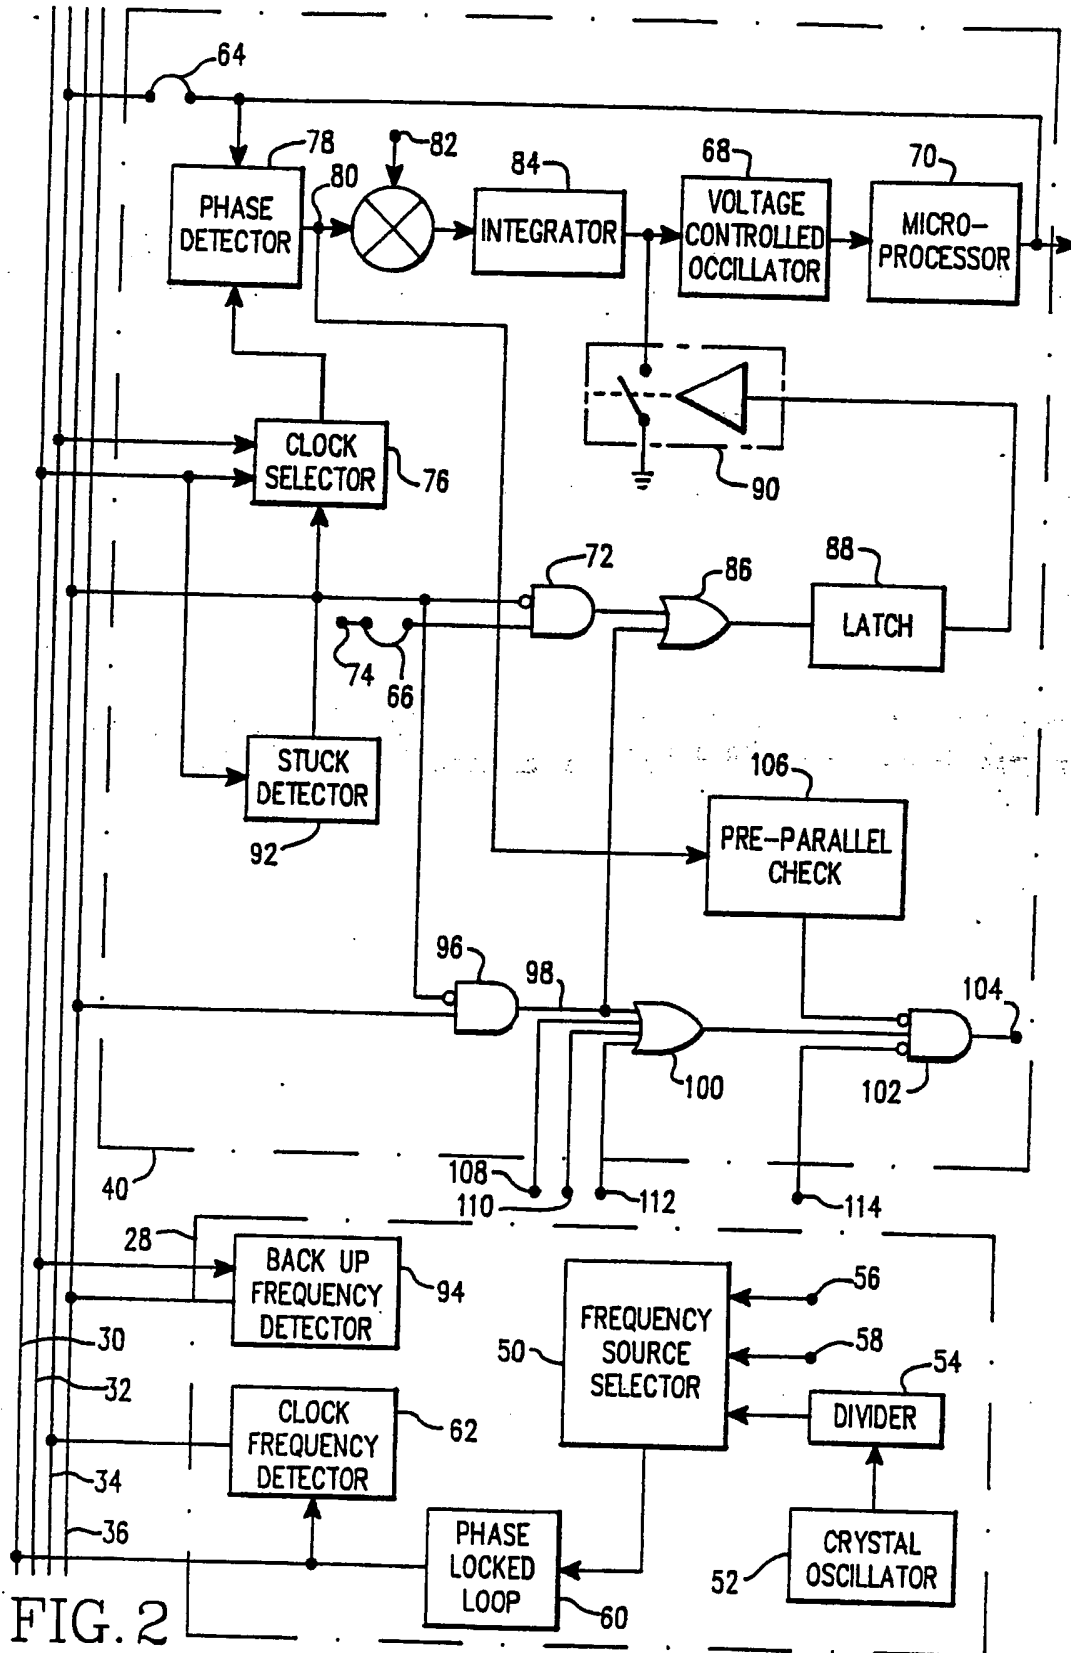 64
78
80
82
84
68
70
PHASE
DETECTOR
INTEGRATOR
VOLTAGE
CONTROLLED
OCCILLATOR
MICRO-
PROCESSOR
CLOCK
SELECTOR
76
90
72
86
88
74
66
LATCH
STUCK
DETECTOR
92
106
PRE-PARALLEL
CHECK
96
98
100
102
104
40
108
110
112
114
28
BACK UP
FREQUENCY
DETECTOR
94
30
32
34
36
CLOCK
FREQUENCY
DETECTOR
62
50
FREQUENCY
SOURCE
SELECTOR
56
58
54
DIVIDER
PHASE
LOCKED
LOOP
60
52
CRYSTAL
OSCILLATOR
FIG. 2